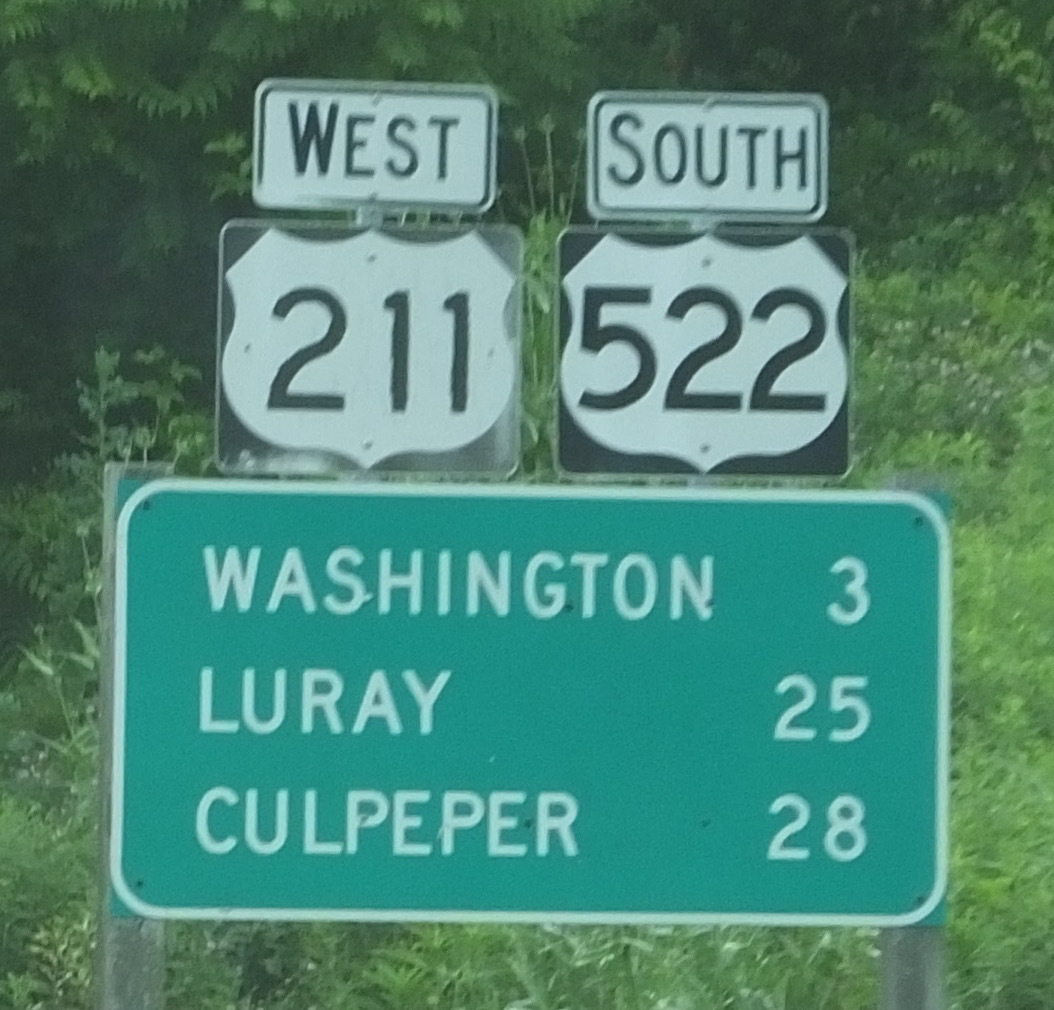 WEST SOUTH
211 522
WASHINGTON 3
LURAY 25
CULPEPER 28